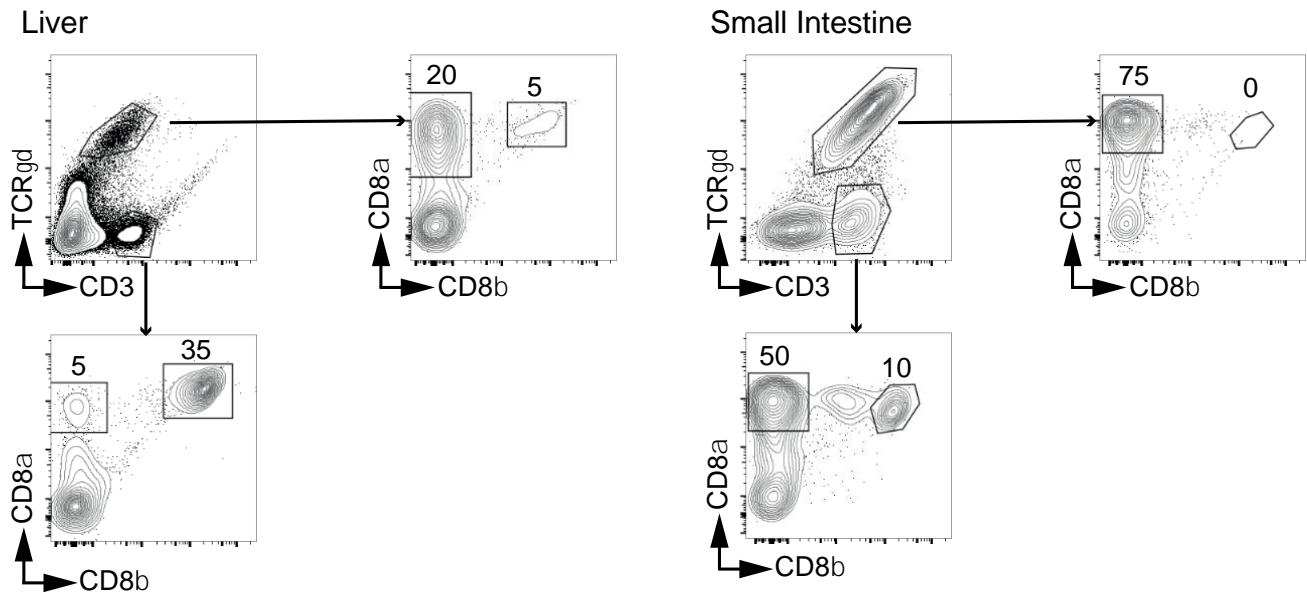 Liver
Small Intestine
TCRgd
CD3
20
5
CD8a
CD8b
TCRgd
CD3
75
0
CD8a
CD8b
5
35
CD8a
CD8b
50
10
CD8a
CD8b